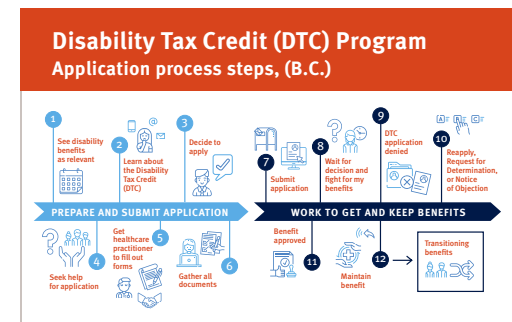 Disability Tax Credit (DTC) Program
Application process steps, (B.C.)
1
See disability
benefits
as relevant
2
Learn about
the Disability
Tax Credit
(DTC)
3
Decide to
apply
PREPARE AND SUBMIT APPLICATION
4
Seek help
for application
5
Get
healthcare
practitioner
to fill out
forms
6
Gather all
documents
7
Submit
application
8
Wait for
decision and
fight for my
benefits
9
DTC
application
denied
10
Reapply,
Request for
Determination,
or Notice
of Objection
WORK TO GET AND KEEP BENEFITS
11
Benefit
approved
12
Maintain
benefit
Transitioning
benefits